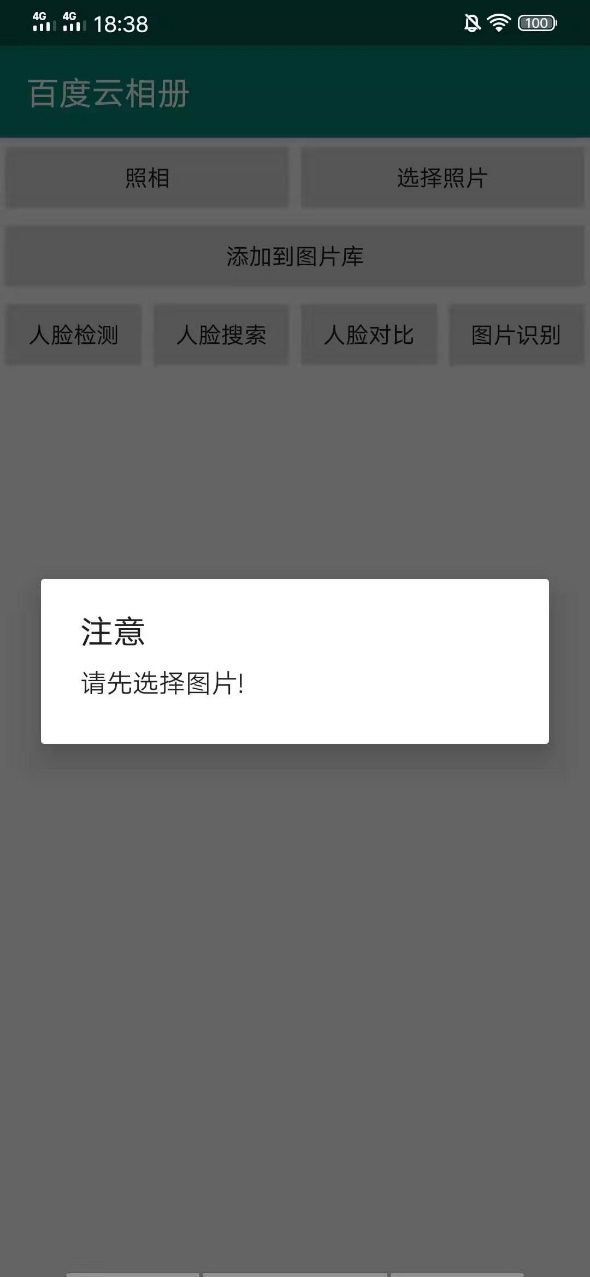 4G 4G 18:38 100
百度云相册
照相 选择照片
添加到图片库
人脸检测 人脸搜索 人脸对比 图片识别
注意
请先选择图片!